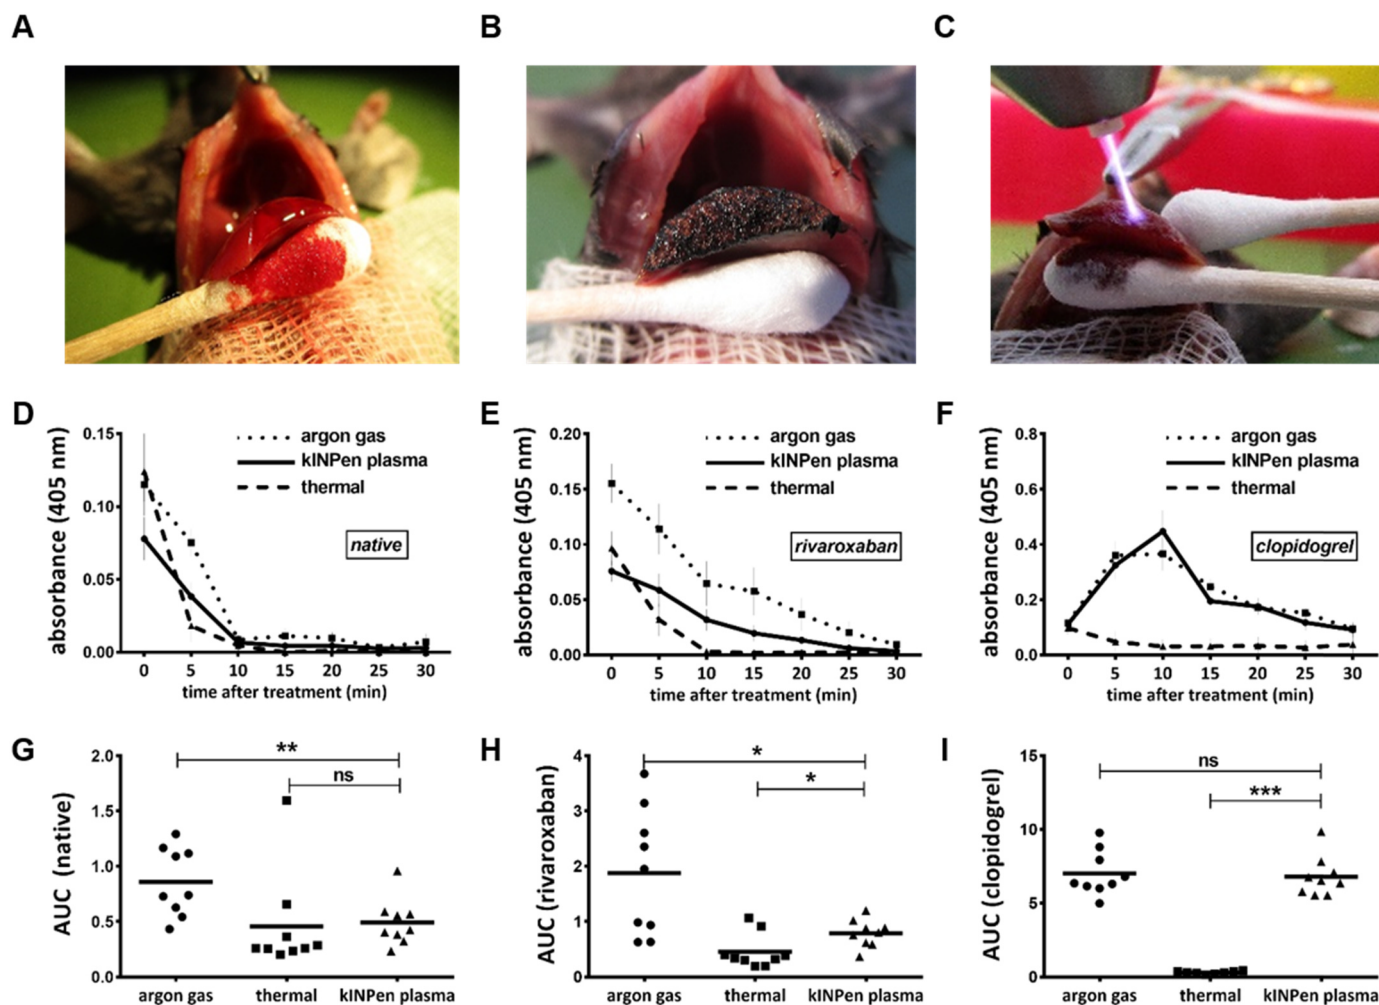 A
B
C
D
absorbance (405 nm)
0.15
0.10
0.05
0.00
argon gas
kINPen plasma
thermal
native
0 5 10 15 20 25 30
time after treatment (min)
E
absorbance (405 nm)
0.20
0.15
0.10
0.05
0.00
argon gas
kINPen plasma
thermal
rivaroxaban
0 5 10 15 20 25 30
time after treatment (min)
F
absorbance (405 nm)
0.8
0.6
0.4
0.2
0.0
argon gas
kINPen plasma
thermal
clopidogrel
0 5 10 15 20 25 30
time after treatment (min)
G
AUC (native)
2.0
1.5
1.0
0.5
0.0
**
ns
argon gas thermal kINPen plasma
H
AUC (rivaroxaban)
4
3
2
1
0
*
*
argon gas thermal kINPen plasma
I
AUC (clopidogrel)
15
10
5
0
ns
***
argon gas thermal kINPen plasma